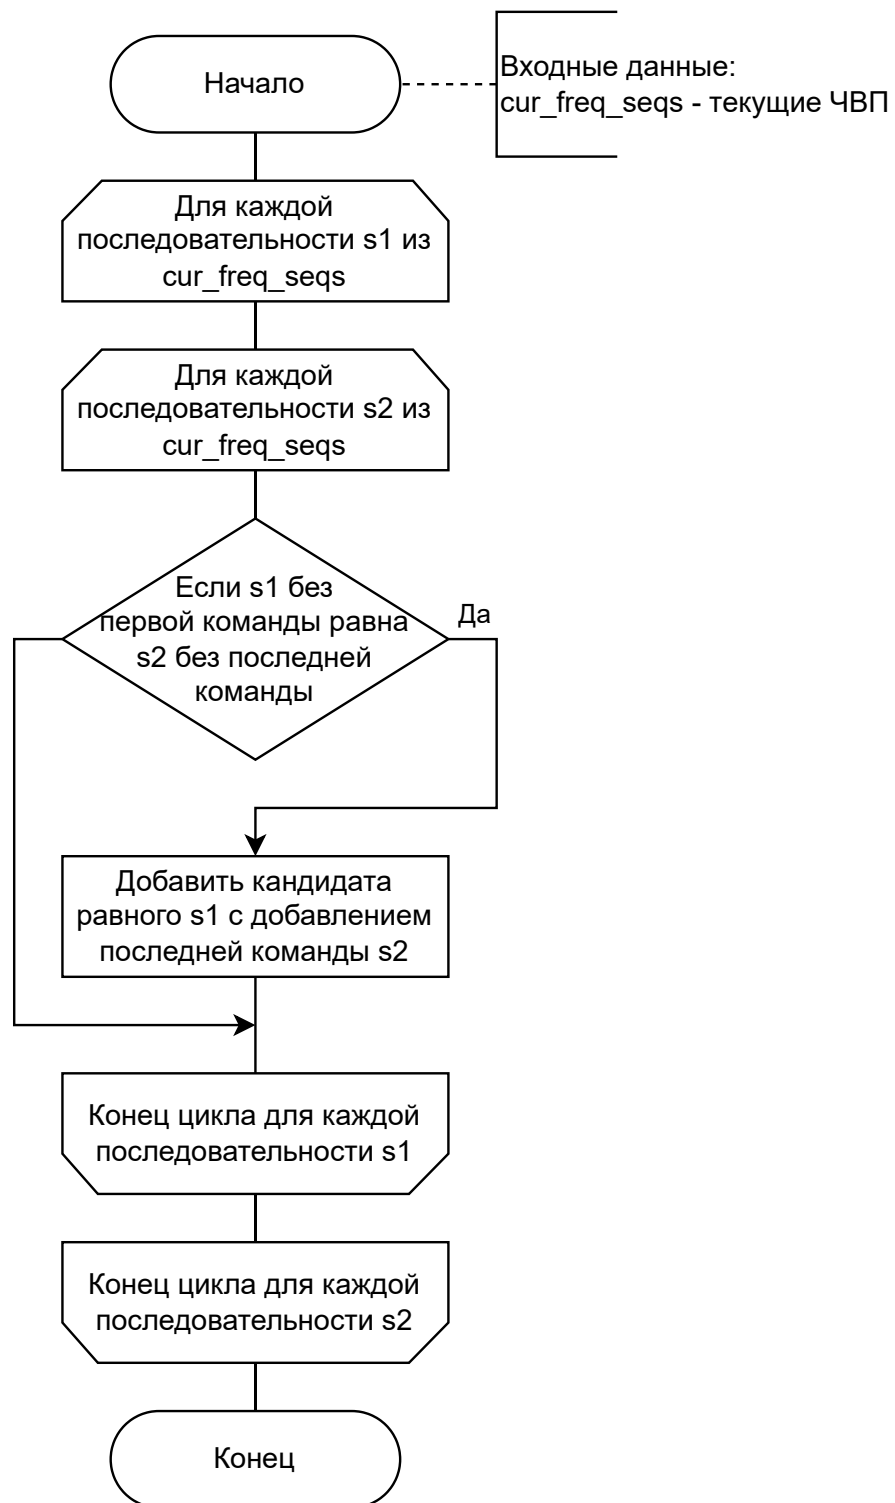 Начало
Входные данные:
cur_freq_seqs - текущие ЧВП
Для каждой
последовательности s1 из
cur_freq_seqs
Для каждой
последовательности s2 из
cur_freq_seqs
Если s1 без
первой команды равна
s2 без последней
команды
Да
Добавить кандидата
равного s1 с добавлением
последней команды s2
Конец цикла для каждой
последовательности s1
Конец цикла для каждой
последовательности s2
Конец